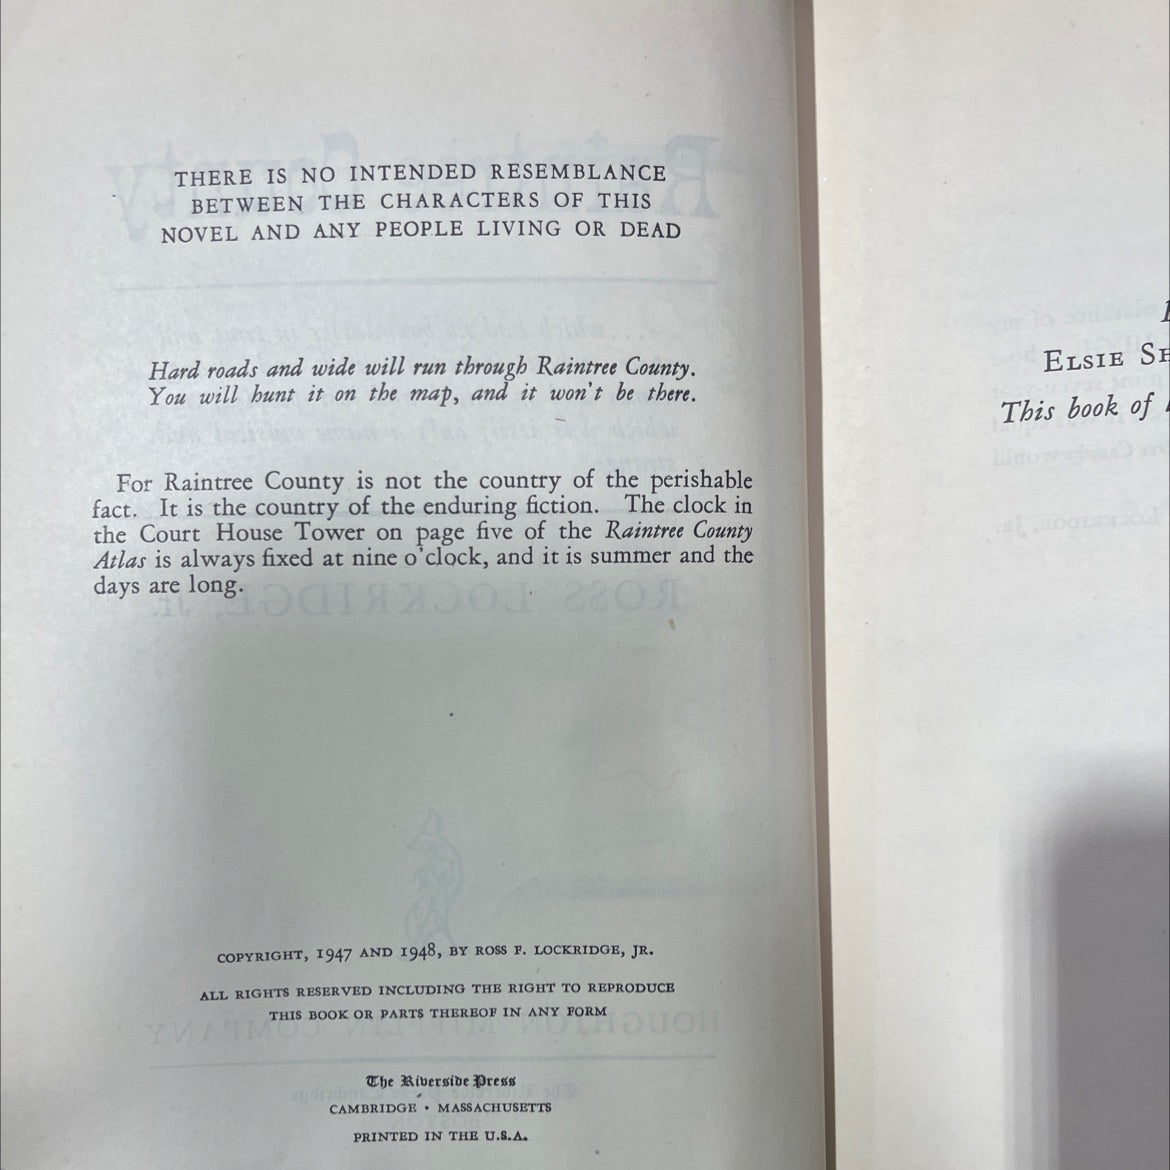 THERE IS NO INTENDED RESEMBLANCE
BETWEEN THE CHARACTERS OF THIS
NOVEL AND ANY PEOPLE LIVING OR DEAD
Hard roads and wide will run through Raintree County.
You will hunt it on the map, and it won't be there.
For Raintree County is not the country of the perishable
fact. It is the country of the enduring fiction. The clock in
the Court House Tower on page five of the Raintree County
Atlas is always fixed at nine o'clock, and it is summer and the
days are long.
COPYRIGHT, 1947 AND 1948, BY ROSS F. LOCKRIDGE, JR.
ALL RIGHTS RESERVED INCLUDING THE RIGHT TO REPRODUCE
THIS BOOK OR PARTS THEREOF IN ANY FORM
The Riverside Press
CAMBRIDGE • MASSACHUSETTS
PRINTED IN THE U.S.A.
ELSIE SH
This book of